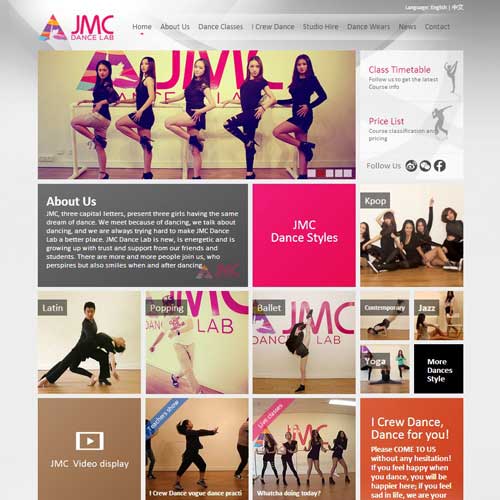 Language: English | 中文
JMC
DANCE LAB
Home About Us Dance Classes I Crew Dance Studio Hire Dance Wears News Contact
JMC
DANCE LAB
Class Timetable
Follow us to get the latest
Course info
Price List
Course classification and
pricing
Follow Us
About Us
JMC, three capital letters, present three girls having the same
dream of dance. We meet because of dancing, we talk about
dancing, and we are always trying hard to make JMC Dance
Lab a better place. JMC Dance Lab is new, is energetic and is
growing up with trust and support from our friends and
students. There are more and more people join us, who
perspires but also smiles when and after dancing.
JMC
JMC
Dance Styles
Kpop
Latin
Popping
Ballet
JMC
DANCE LAB
Contemporary
Jazz
Yoga
More
Dances
Style
JMC Video display
Teachers show
I Crew Dance vogue dance practi
Live classes
Whatcha doing today?
I Crew Dance,
Dance for you!
Please COME TO US
without any hesitation!
If you feel happy when
you dance, you will be
happier here; if you feel
sad in life, we are your